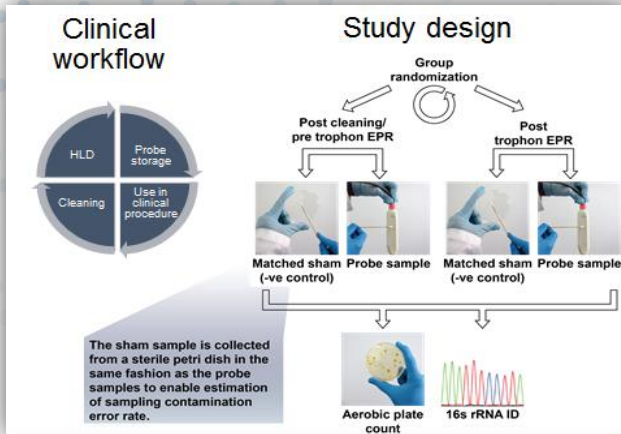 Clinical
workflow
HLD
Probe
storage
Cleaning
Use in
clinical
procedure
Study design
Group
randomization
Post cleaning/
pre trophon EPR
Post
trophon EPR
Matched sham
(-ve control)
Probe sample
Matched sham
(-ve control)
Probe sample
The sham sample is collected
from a sterile petri dish in the
same fashion as the probe
samples to enable estimation
of sampling contamination
error rate.
Aerobic plate
count
16s rRNA ID